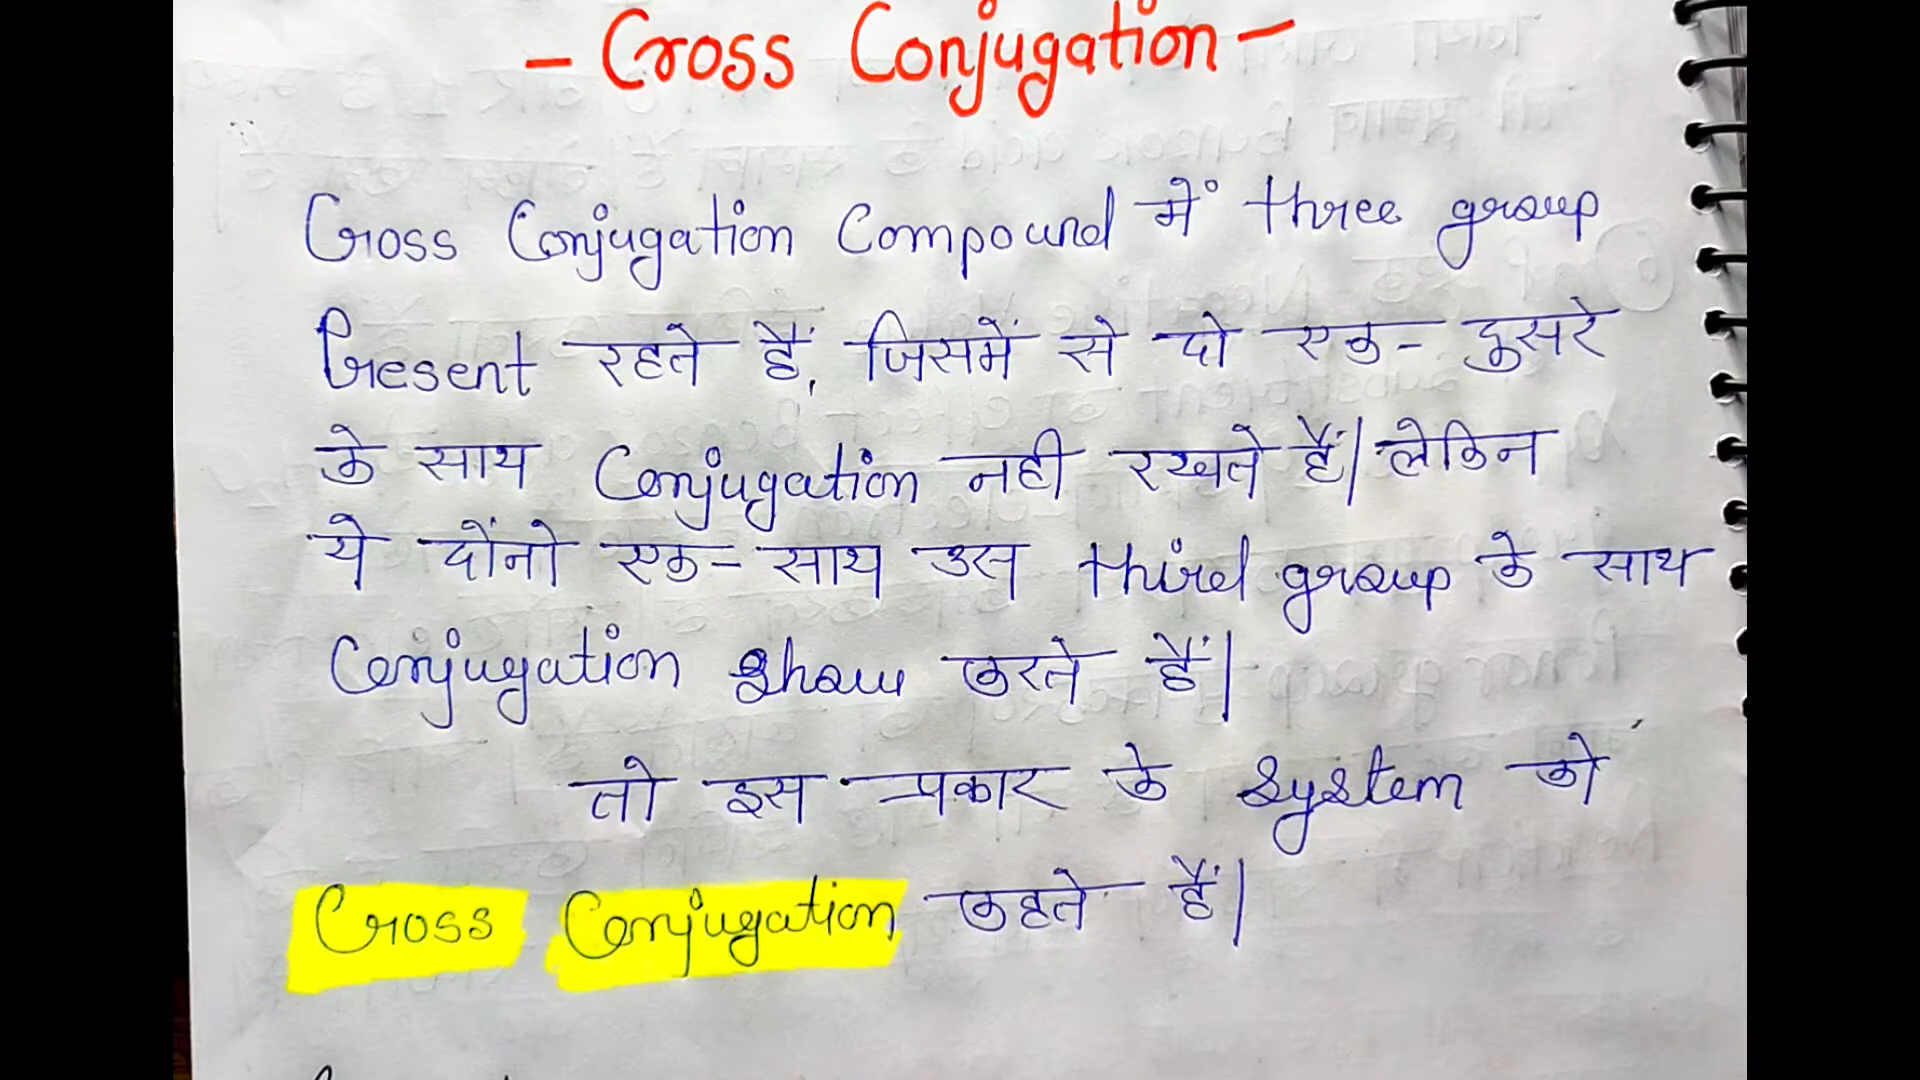 - Cross Conjugation -
Cross Conjugation Compound में three group
Present रहते हैं, जिसमें से दो एक- दुसरे
के साथ Conjugation नही रखते हैं| लेकिन
ये दोंनो एक- साथ उस third group के साथ
Conjugation show करते हैं|
तो इस प्रकार के system को
Cross Conjugation कहते हैं|